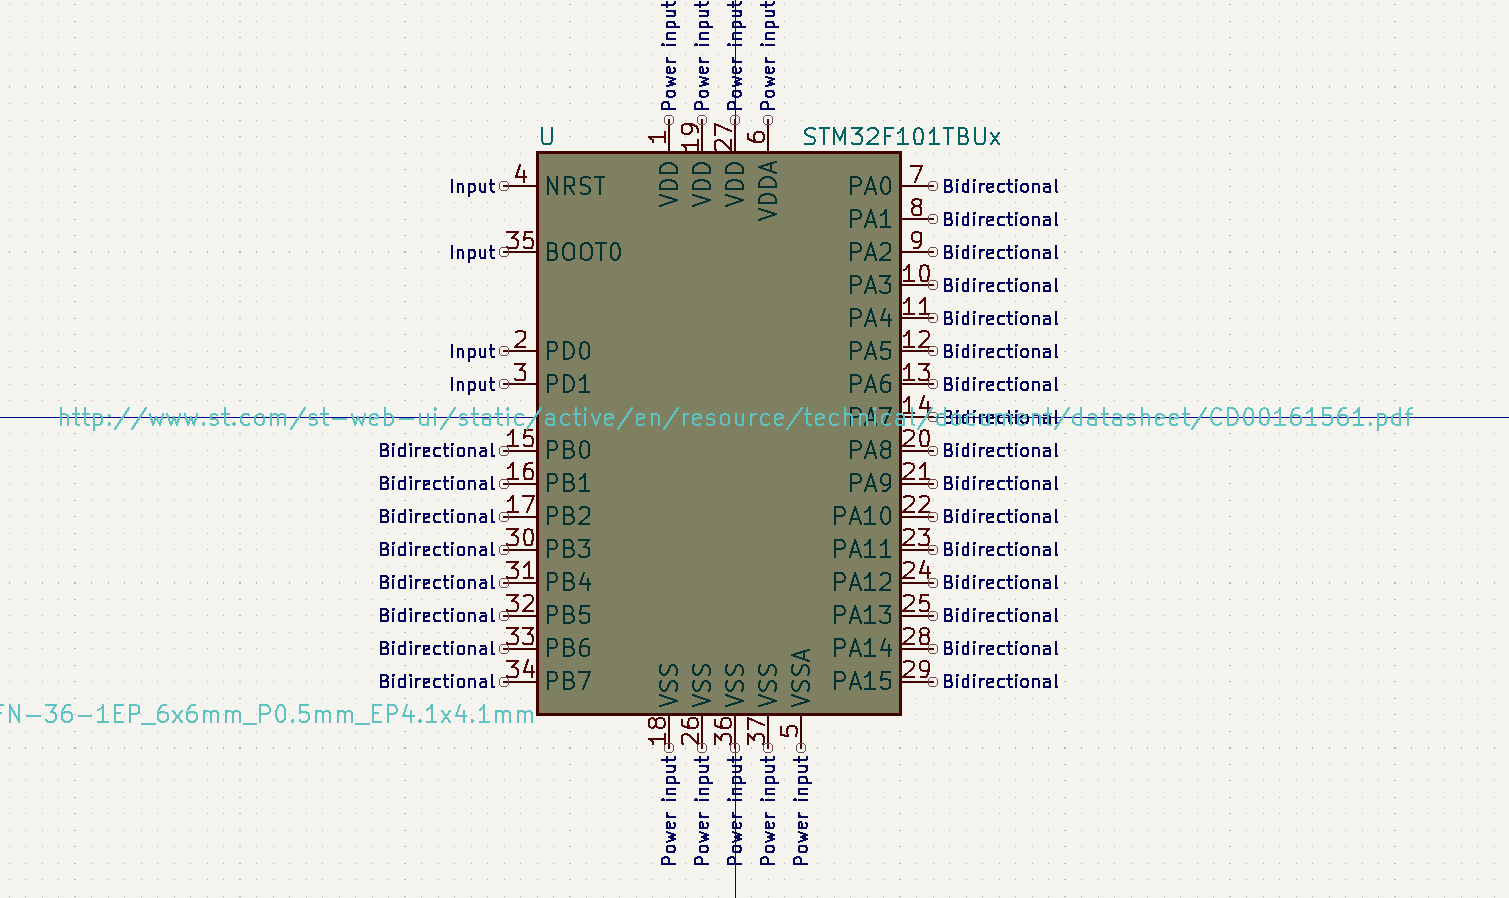 Power input Power input Power input Power input
1 19 27 6
U STM32F101TBUx
VDD VDD VDD VDDA
Input 4 NRST PA0 7 Bidirectional
PA1 8 Bidirectional
Input 35 BOOT0 PA2 9 Bidirectional
PA3 10 Bidirectional
PA4 11 Bidirectional
Input 2 PD0 PA5 12 Bidirectional
Input 3 PD1 PA6 13 Bidirectional
PA7 14 Bidirectional
http://www.st.com/st-web-ui/static/active/en/resource/technical/document/datasheet/CD00161561.pdf
Bidirectional 15 PB0 PA8 20 Bidirectional
Bidirectional 16 PB1 PA9 21 Bidirectional
Bidirectional 17 PB2 PA10 22 Bidirectional
Bidirectional 30 PB3 PA11 23 Bidirectional
Bidirectional 31 PB4 PA12 24 Bidirectional
Bidirectional 32 PB5 PA13 25 Bidirectional
Bidirectional 33 PB6 PA14 28 Bidirectional
Bidirectional 34 PB7 PA15 29 Bidirectional
VSS VSS VSS VSS VSSA
FN-36-1EP_6x6mm_P0.5mm_EP4.1x4.1mm
18 26 36 37 5
Power input Power input Power input Power input Power input